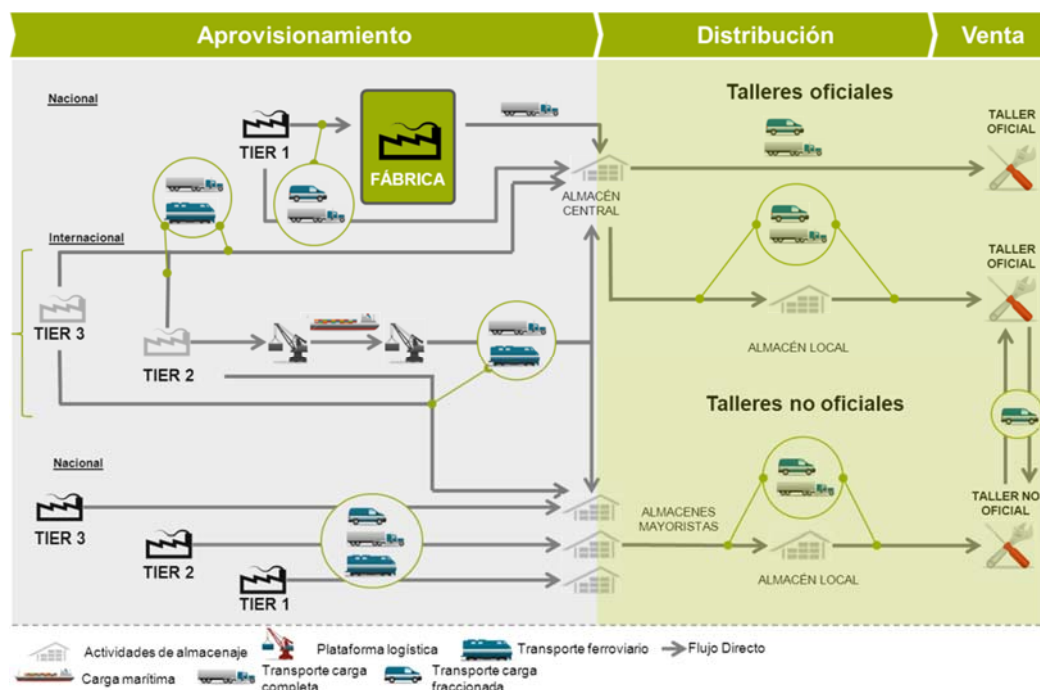 Aprovisionamiento
Distribución
Venta
Nacional
TIER 1
FÁBRICA
ALMACÉN
CENTRAL
Talleres oficiales
TALLER
OFICIAL
Internacional
TIER 3
TIER 2
ALMACÉN LOCAL
TALLER
OFICIAL
Talleres no oficiales
Nacional
TIER 3
TIER 2
TIER 1
ALMACENES
MAYORISTAS
ALMACÉN LOCAL
TALLER NO
OFICIAL
Actividades de almacenaje
Plataforma logística
Transporte ferroviario
Flujo Directo
Carga marítima
Transporte carga
completa
Transporte carga
fraccionada